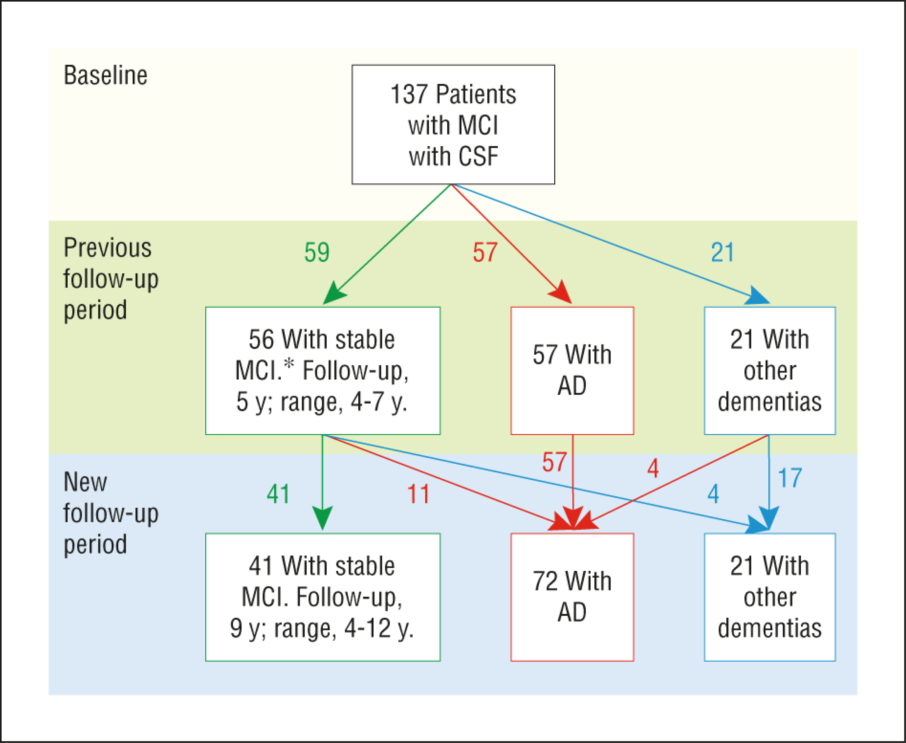 Baseline
137 Patients
with MCI
with CSF
Previous
follow-up
period
59
57
21
56 With stable
MCI.* Follow-up,
5 y; range, 4-7 y.
57 With
AD
21 With
other
dementias
New
follow-up
period
41
11
57
4
4
17
41 With stable
MCI. Follow-up,
9 y; range, 4-12 y.
72 With
AD
21 With
other
dementias